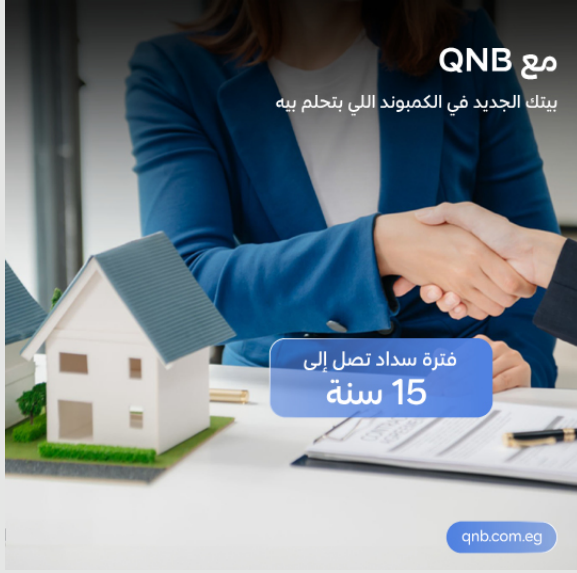 مع QNB
بيتك الجديد في الكمبوند اللي بتحلم بيه
فترة سداد تصل إلى
15 سنة
qnb.com.eg